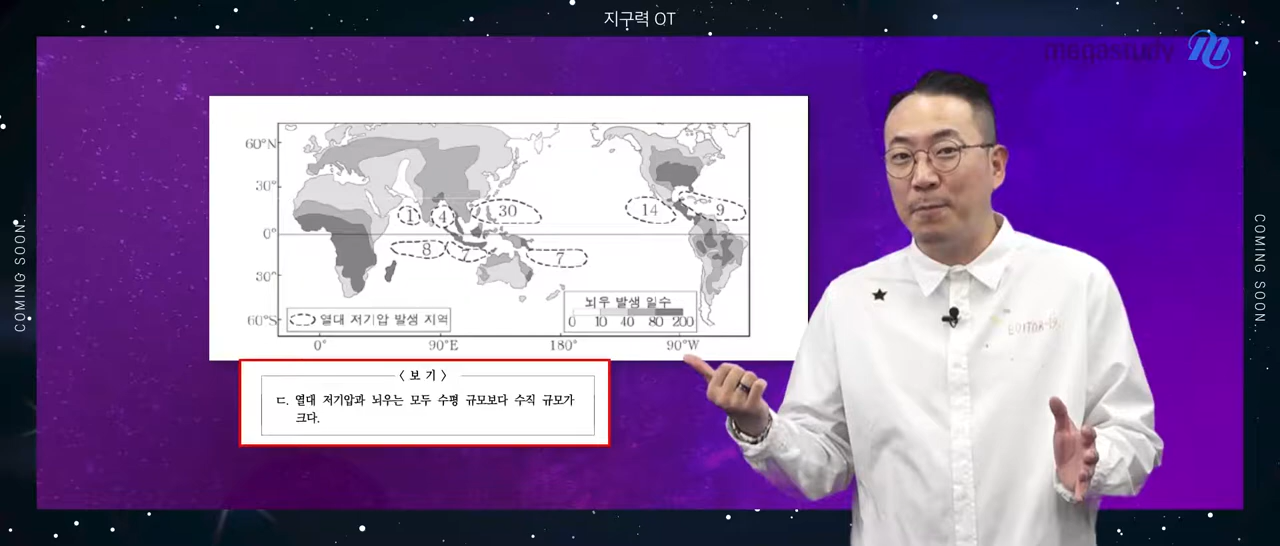 지구력 OT
megastudy
COMING SOON..
COMING SOON..
60°N
30°
0°
30°
60°S
1
4
30
14
9
8
7
7
뇌우 발생 일수
0 10 40 80 200
열대 저기압 발생 지역
0° 90°E 180° 90°W
〈보 기〉
ㄷ. 열대 저기압과 뇌우는 모두 수평 규모보다 수직 규모가
크다.